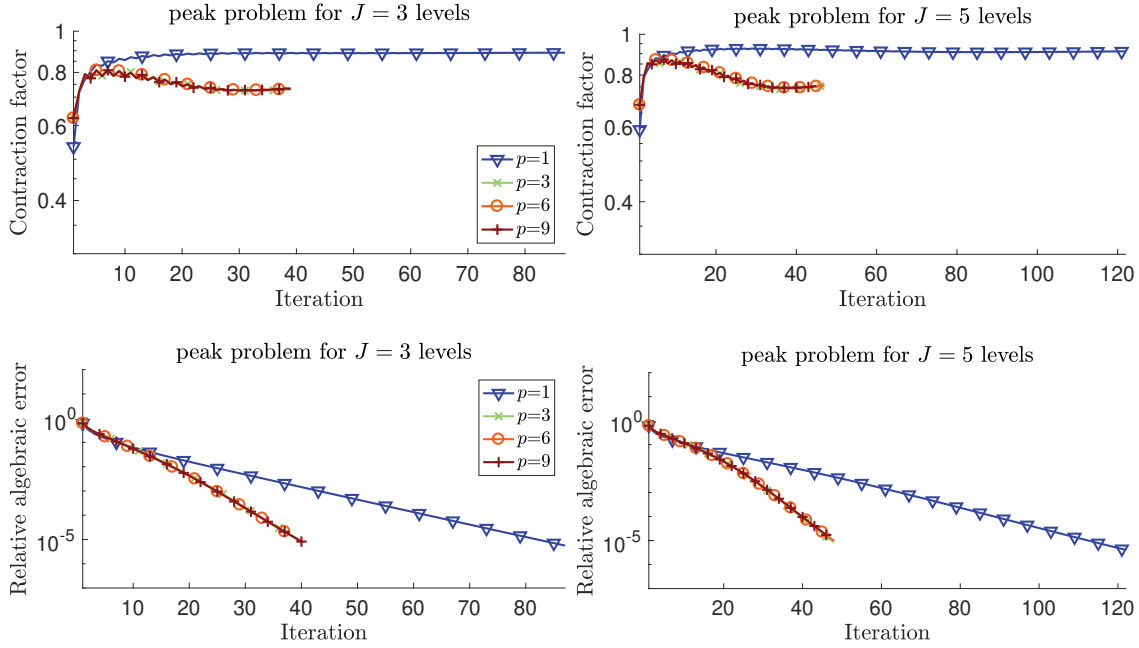 peak problem for J = 3 levels
Contraction factor
1
0.8
0.6
0.4
p=1
p=3
p=6
p=9
10 20 30 40 50 60 70 80
Iteration
peak problem for J = 5 levels
Contraction factor
1
0.8
0.6
0.4
20 40 60 80 100 120
Iteration
peak problem for J = 3 levels
Relative algebraic error
10^0
10^-5
p=1
p=3
p=6
p=9
10 20 30 40 50 60 70 80
Iteration
peak problem for J = 5 levels
Relative algebraic error
10^0
10^-5
20 40 60 80 100 120
Iteration